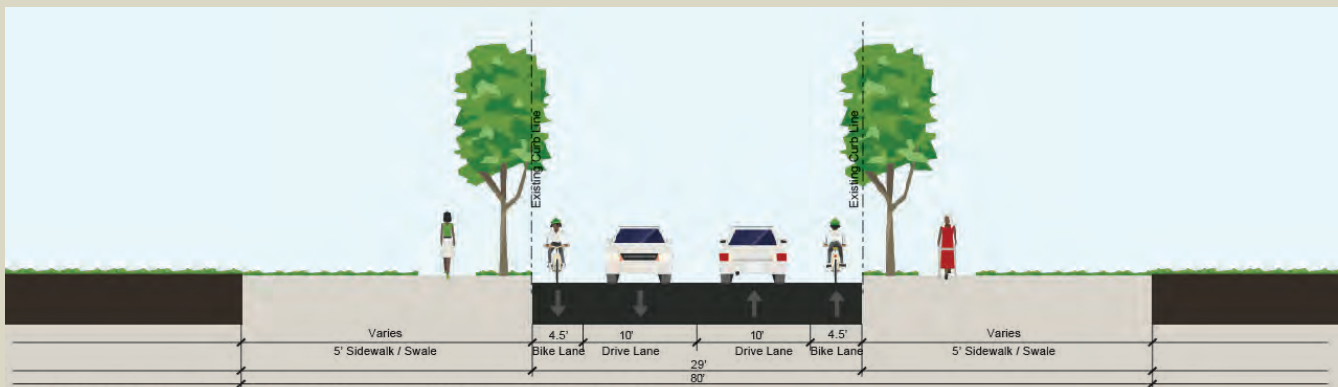 Existing Curb Line
Existing Curb Line
Varies 4.5' 10' 10' 4.5' Varies
5' Sidewalk / Swale Bike Lane Drive Lane Drive Lane Bike Lane 5' Sidewalk / Swale
29'
80'